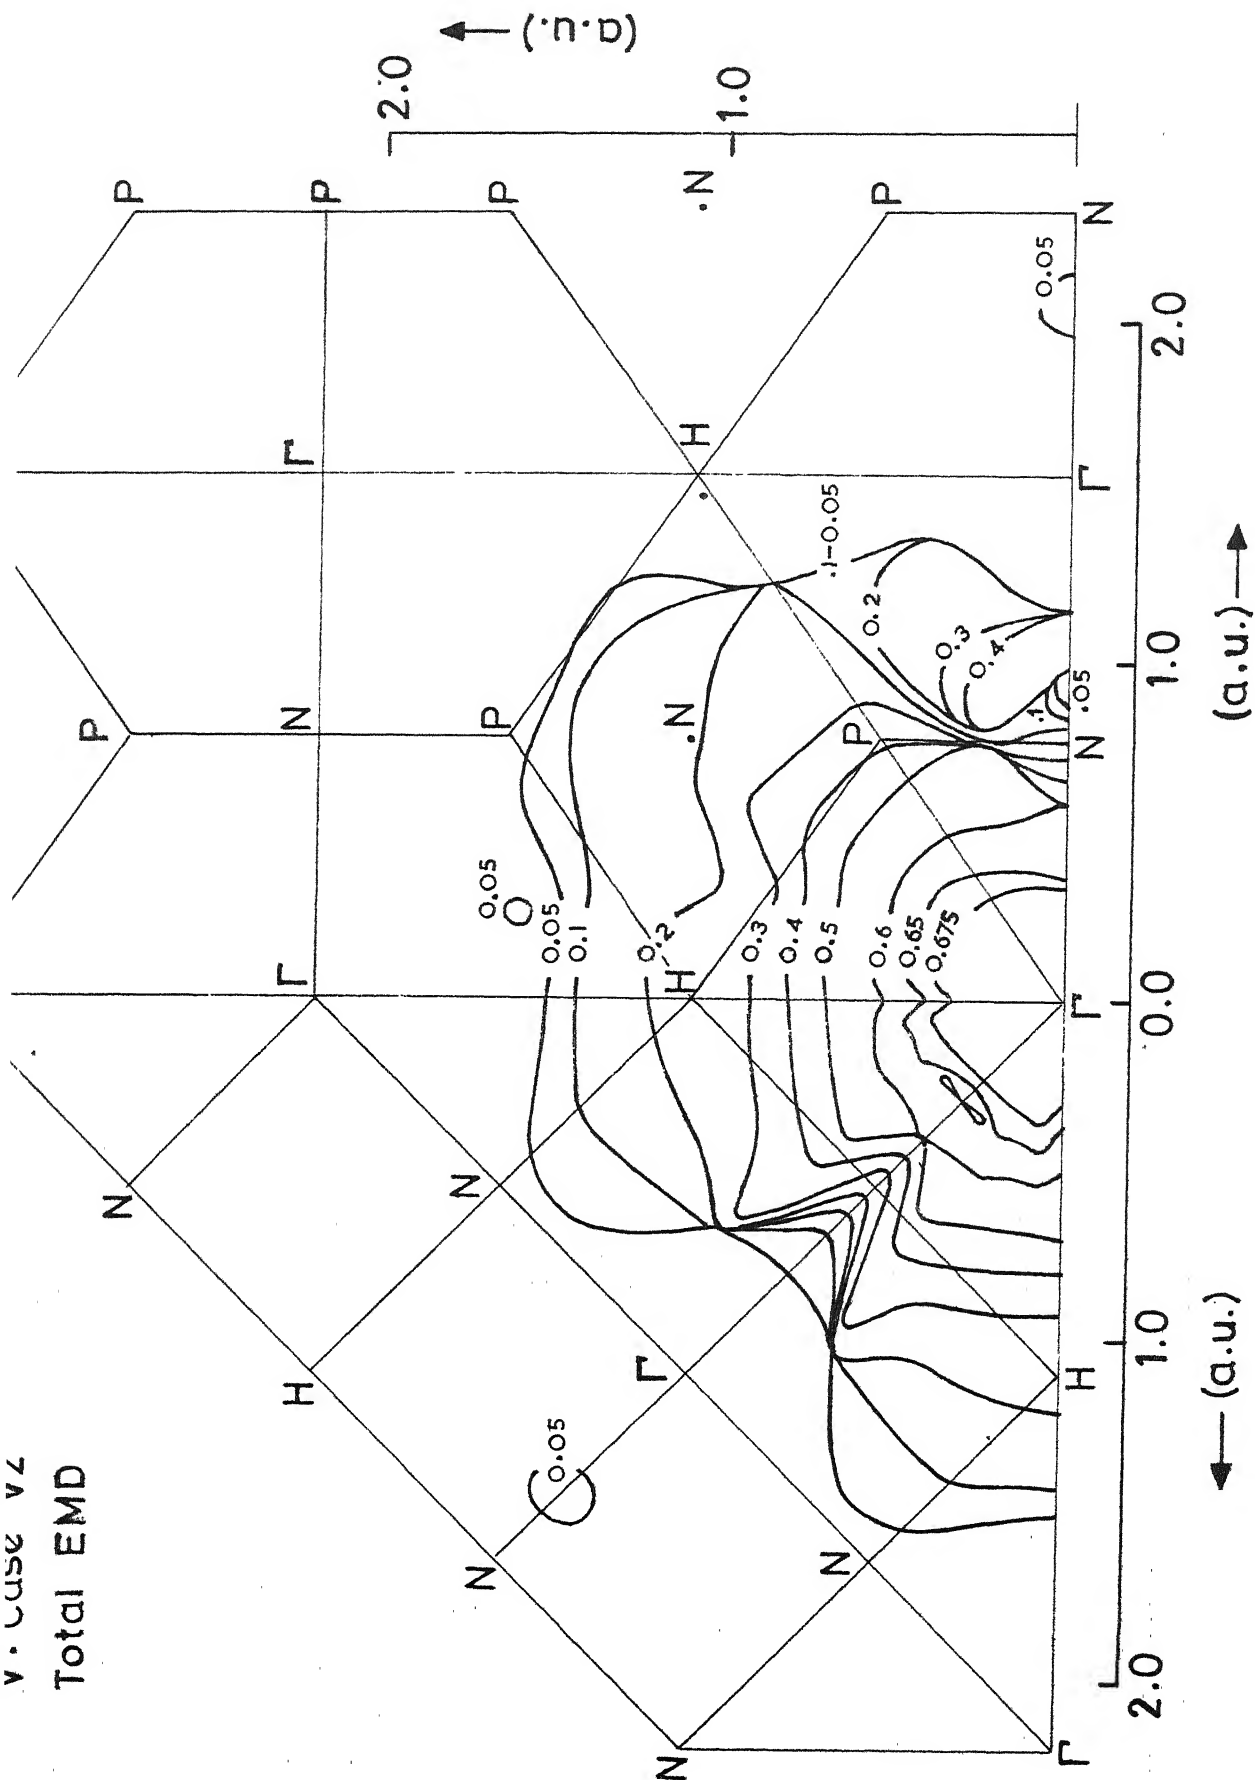 V. Case V2
Total EMD
P
N P
H Γ N Γ P
2.0
N N 0.05 P P
0.05 0.05
0.1 (a.u.)
Γ 0.2
N H .N H .N
1.0
0.3
0.4
0.5 .1-0.05
N P
0.6 0.2 P
0.65
0.675 0.3
0.4
.1 0.05
.05
Γ H Γ N Γ N
2.0 1.0 0.0 1.0 2.0
(a.u.) (a.u.)